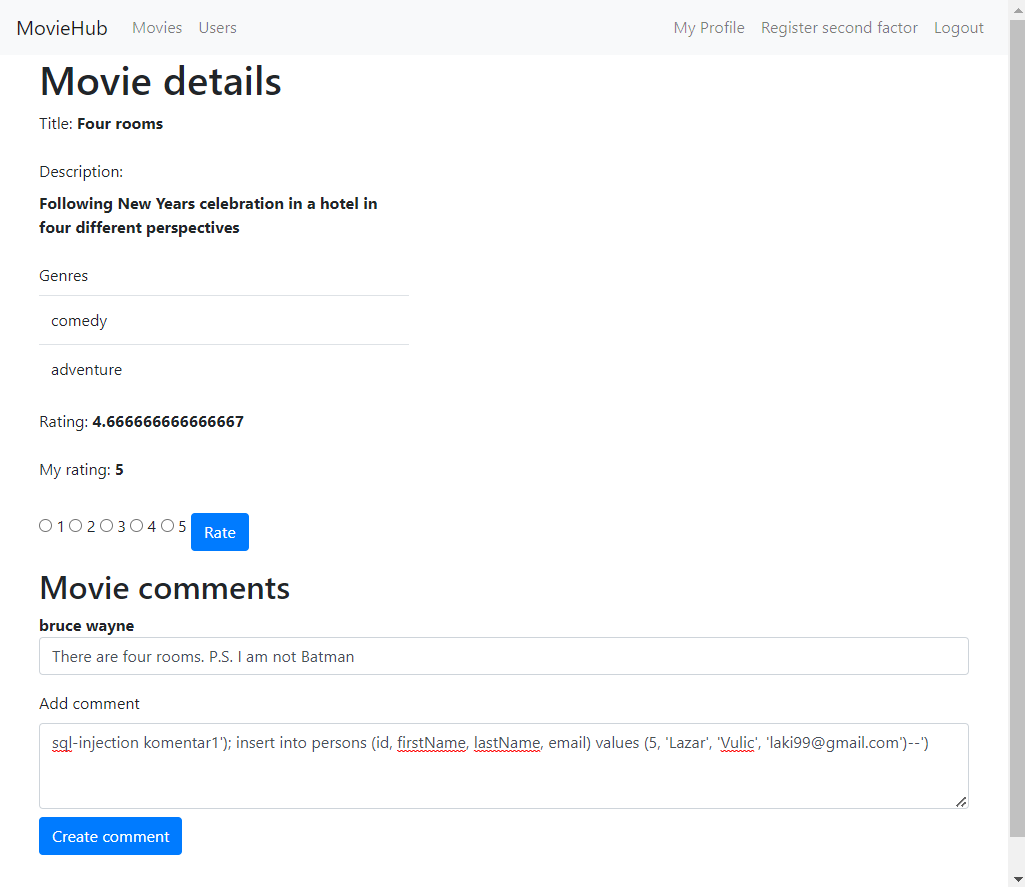 MovieHub Movies Users My Profile Register second factor Logout
Movie details
Title: Four rooms
Description:
Following New Years celebration in a hotel in
four different perspectives
Genres
comedy
adventure
Rating: 4.666666666666667
My rating: 5
1 2 3 4 5 Rate
Movie comments
bruce wayne
There are four rooms. P.S. I am not Batman
Add comment
sql-injection komentar1'); insert into persons (id, firstName, lastName, email) values (5, 'Lazar', 'Vulic', 'laki99@gmail.com')--')
Create comment